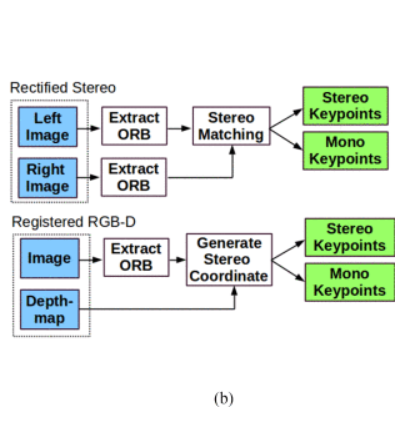 Rectified Stereo
Left
Image
Extract
ORB
Stereo
Matching
Stereo
Keypoints
Mono
Keypoints
Right
Image
Extract
ORB
Registered RGB-D
Image
Extract
ORB
Generate
Stereo
Coordinate
Stereo
Keypoints
Mono
Keypoints
Depth-
map
(b)